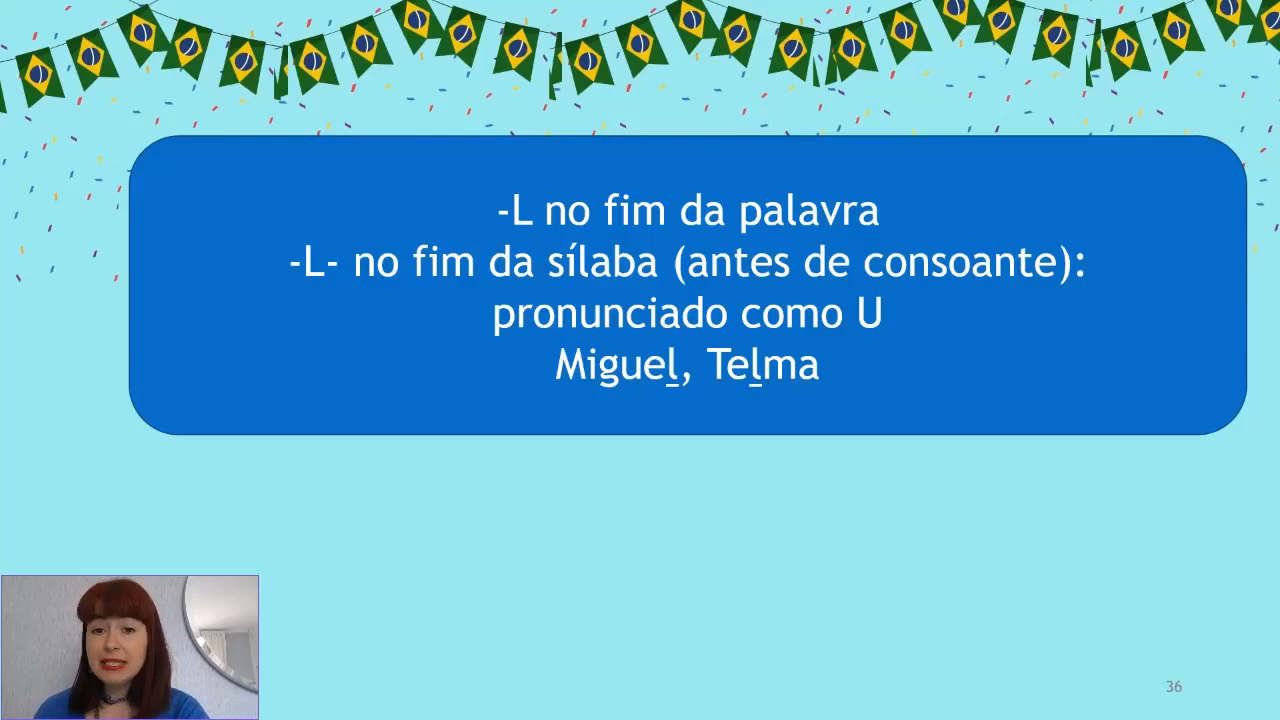 -L no fim da palavra
-L- no fim da sílaba (antes de consoante):
pronunciado como U
Miguel, Telma
36